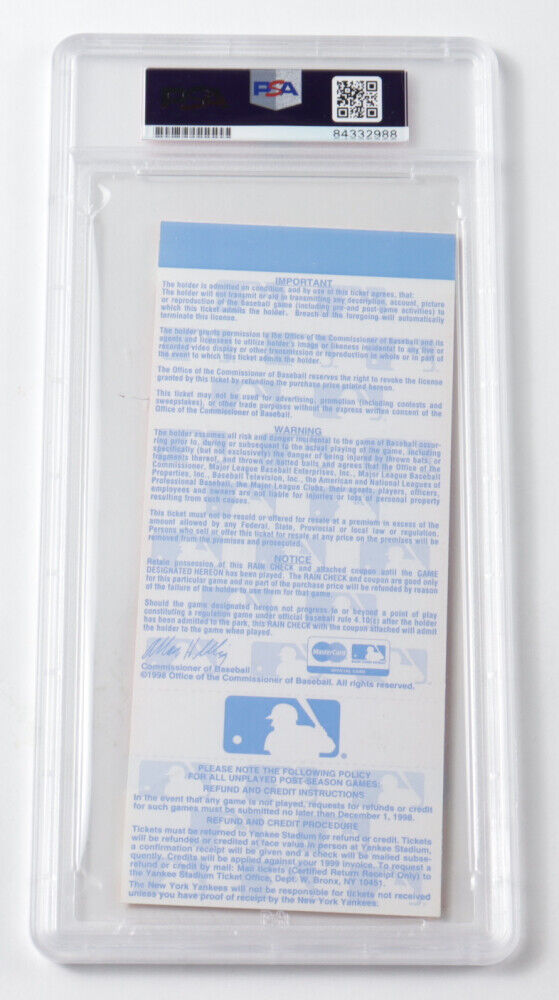 PSA
84332988
IMPORTANT
The holder is admitted on condition, and by use of this ticket agrees, that:
The holder will not transmit or aid in transmitting any description, account, picture
or reproduction of the Baseball game (including pre-and post-game activities) to
which this ticket admits the holder. Breach of the foregoing will automatically
terminate this license.
The holder grants permission to the Office of the Commissioner of Baseball and its
agents and licensees to utilize holder's image or likeness incidental to any live or
recorded video display or other transmission or reproduction in whole or in part of
the event to which this ticket admits the holder.
The Office of the Commissioner of Baseball reserves the right to revoke the license
granted by this ticket by refunding the purchase price printed hereon.
This ticket may not be used for advertising, promotion (including contests and
sweepstakes), or other trade purposes without the express written consent of the
Office of the Commissioner of Baseball.
WARNING
The holder assumes all risk and danger incidental to the game of Baseball occur-
ring prior to, during or subsequent to the actual playing of the game, including
specifically (but not exclusively) the danger of being injured by thrown bats, or
fragments thereof, and thrown or batted balls and agrees that the Office of the
Commissioner, Major League Baseball Enterprises, Inc., Major League Baseball
Properties, Inc., Baseball Television, Inc., the American and National Leagues of
Professional Baseball, the Major League Clubs, their agents, players, officers,
employees and owners are not liable for injuries or loss of personal property
resulting from such causes.
This ticket must not be resold or offered for resale at a premium in excess of the
amount allowed by any Federal, State, Provincial or local law or regulation.
Persons who sell or offer this ticket for resale at any price on the premises will be
removed from the premises and prosecuted.
NOTICE
Retain possession of this RAIN CHECK and attached coupon until the GAME
DESIGNATED HEREON has been played. The RAIN CHECK and coupon are good only
for this particular game and no part of the purchase price will be refunded by reason
of the failure of the holder to use them for that game.
Should the game designated hereon not progress to or beyond a point of play
constituting a regulation game under official baseball rule 4.10(c) after the holder
has been admitted to the park, this RAIN CHECK with the coupon attached will admit
the holder to the game when played.
MasterCard
Commissioner of Baseball
©1998 Office of the Commissioner of Baseball. All rights reserved.
PLEASE NOTE THE FOLLOWING POLICY
FOR ALL UNPLAYED POST-SEASON GAMES:
REFUND AND CREDIT INSTRUCTIONS
In the event that any game is not played, requests for refunds or credit
for such games must be submitted no later than December 1, 1998.
REFUND AND CREDIT PROCEDURE
Tickets must be returned to Yankee Stadium for refund or credit. Tickets
will be refunded or credited at face value in person at Yankee Stadium,
a confirmation receipt will be given and a check will be mailed subse-
quently. Credits will be applied against your 1999 invoice. To request a
refund or credit by mail: Mail tickets (Certified Return Receipt Only) to
the Yankee Stadium Ticket Office, Dept. W. Bronx, NY 10451.
The New York Yankees will not be responsible for tickets not received
unless you have proof of receipt by the New York Yankees.